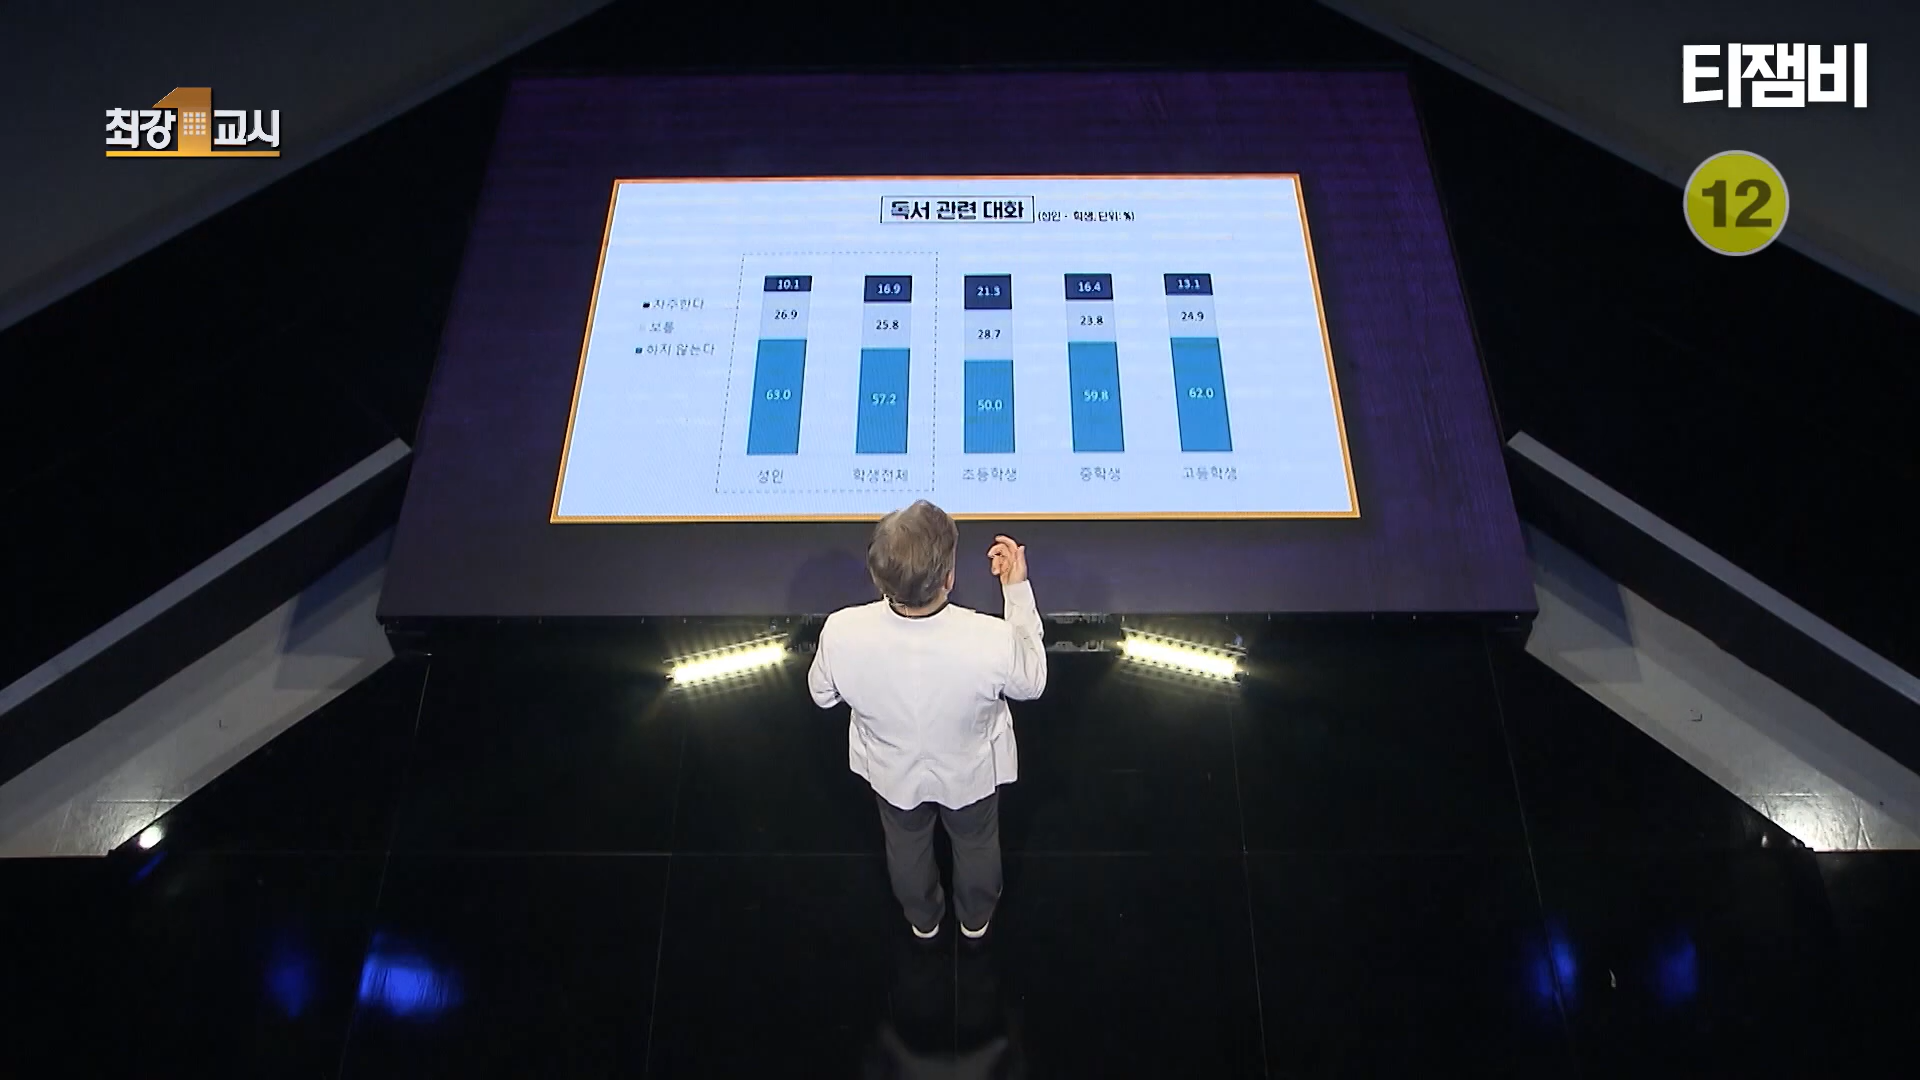 최강1교시
티잼비
12
독서 관련 대화 (성인 · 학생, 단위: %)
자주한다
보통
하지 않는다
10.1 16.9 21.3 16.4 13.1
26.9 25.8 28.7 23.8 24.9
63.0 57.2 50.0 59.8 62.0
성인 학생전체 초등학생 중학생 고등학생